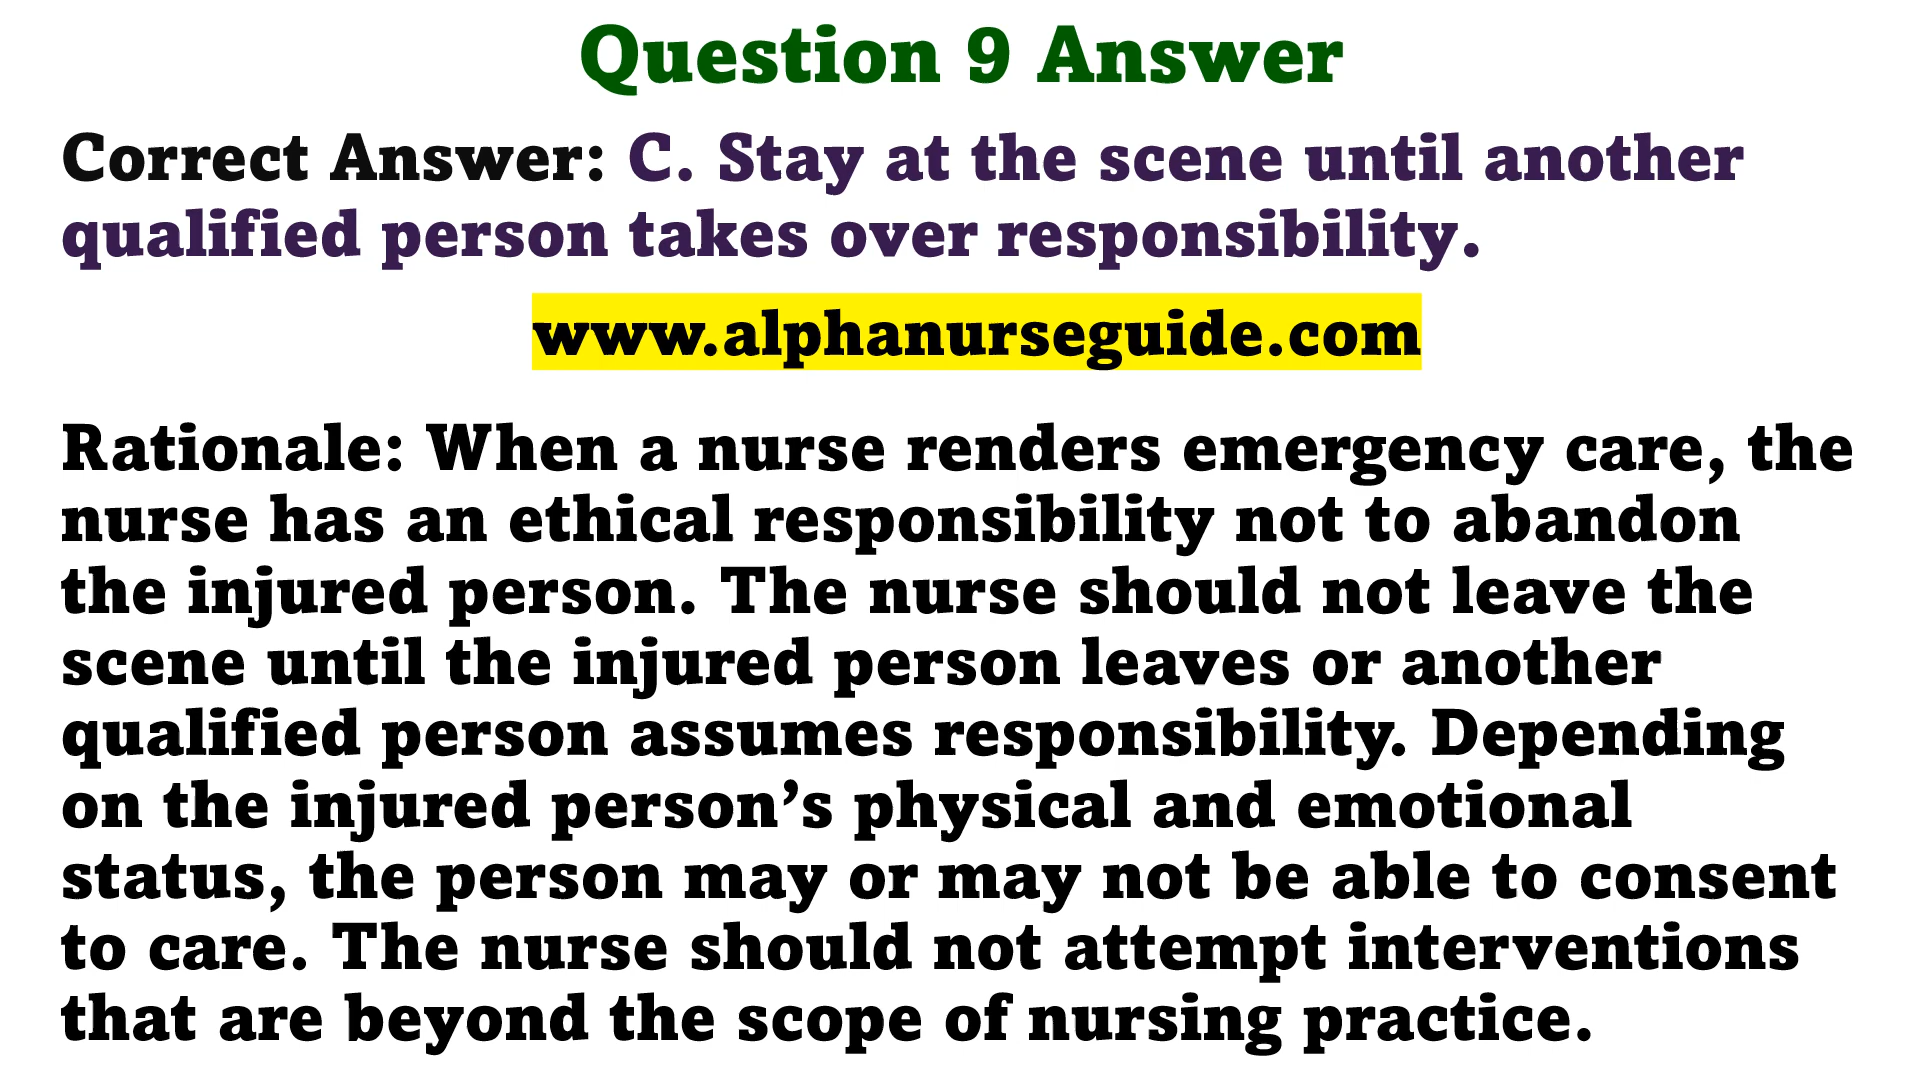 Question 9 Answer
Correct Answer: C. Stay at the scene until another
qualified person takes over responsibility.
www.alphanurseguide.com
Rationale: When a nurse renders emergency care, the
nurse has an ethical responsibility not to abandon
the injured person. The nurse should not leave the
scene until the injured person leaves or another
qualified person assumes responsibility. Depending
on the injured person’s physical and emotional
status, the person may or may not be able to consent
to care. The nurse should not attempt interventions
that are beyond the scope of nursing practice.